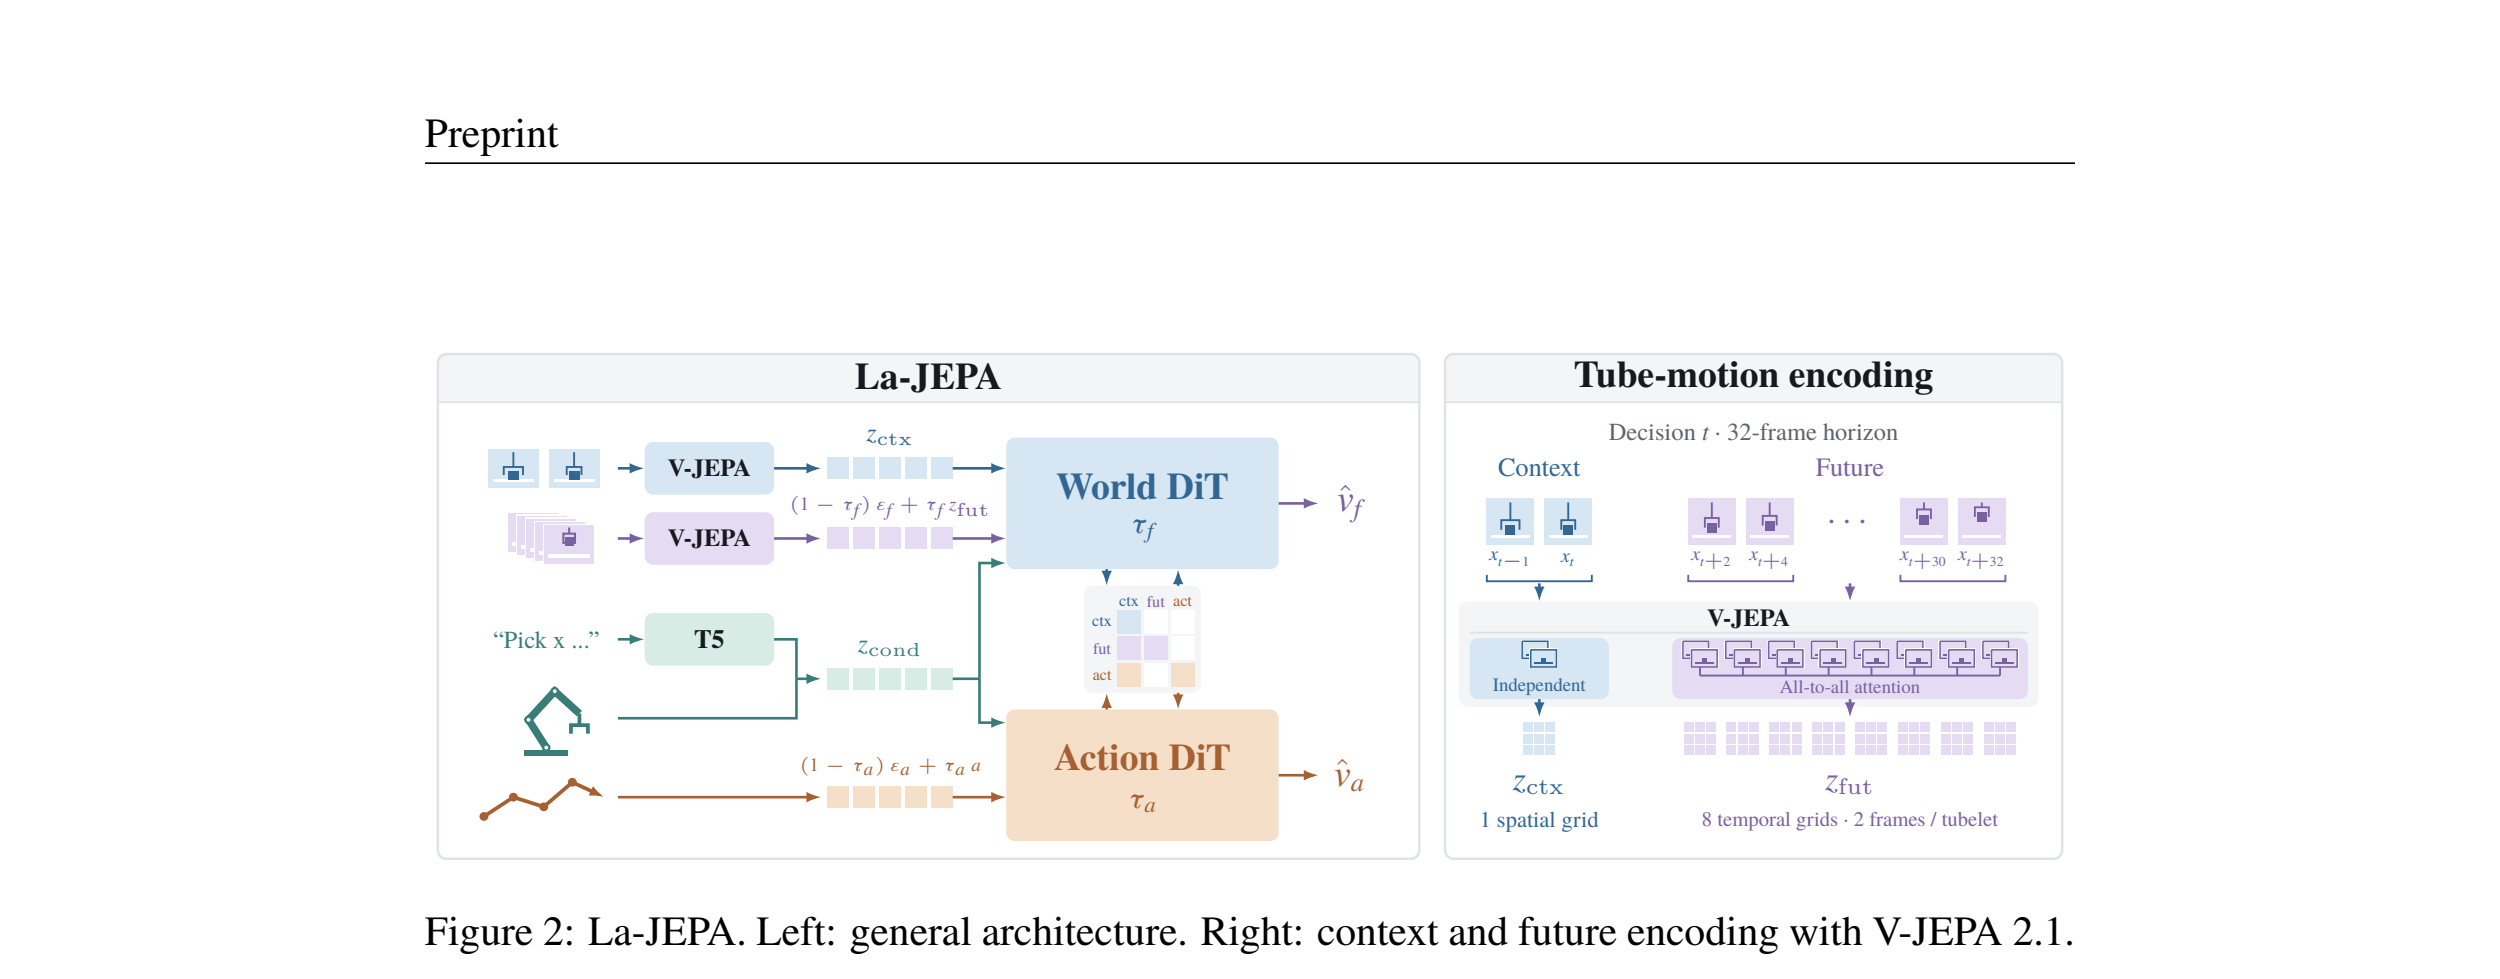 Preprint
La-JEPA
V-JEPA
z_ctx
(1 − τ_f) ε_f + τ_f z_fut
V-JEPA
World DiT
τ_f
v̂_f
ctx fut act
ctx
fut
act
“Pick x ...”
T5
z_cond
(1 − τ_a) ε_a + τ_a a
Action DiT
τ_a
v̂_a
Tube-motion encoding
Decision t · 32-frame horizon
Context Future
x_{t−1} x_t x_{t+2} x_{t+4} · · · x_{t+30} x_{t+32}
V-JEPA
Independent All-to-all attention
z_ctx z_fut
1 spatial grid 8 temporal grids · 2 frames / tubelet
Figure 2: La-JEPA. Left: general architecture. Right: context and future encoding with V-JEPA 2.1.